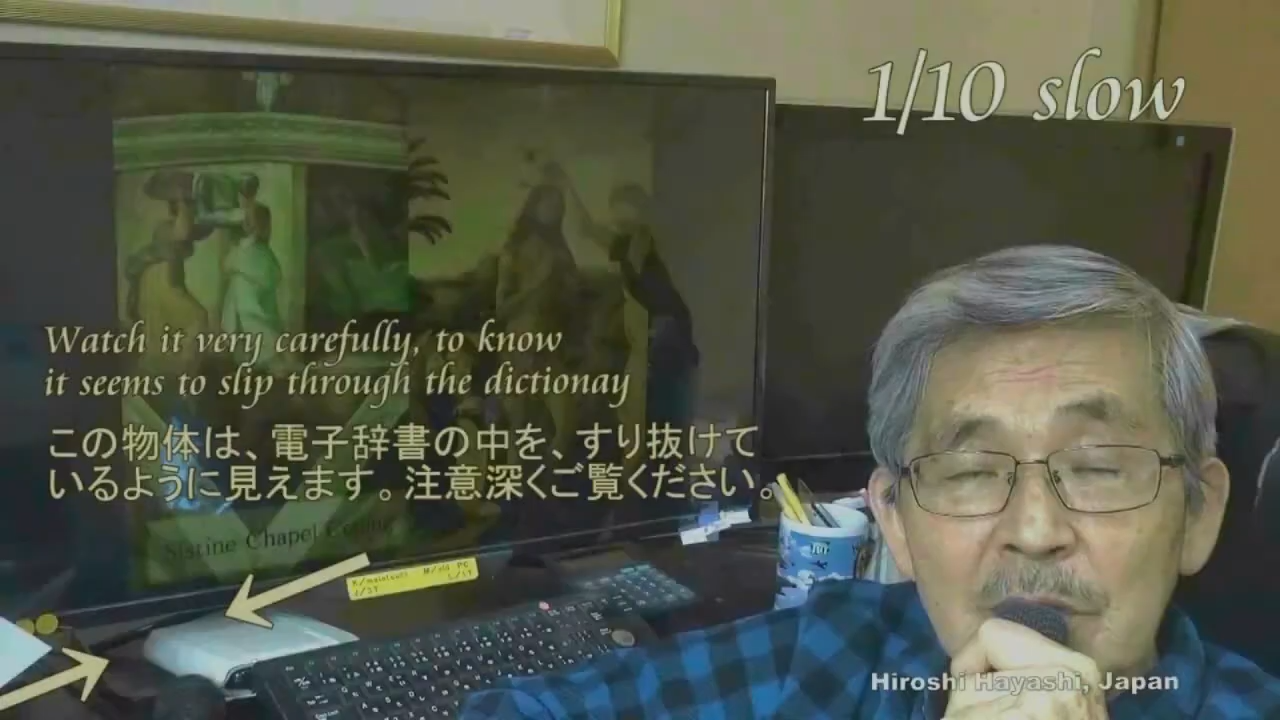 1/10 slow
Watch it very carefully, to know
it seems to slip through the dictionay
この物体は、電子辞書の中を、すり抜けて
いるように見えます。注意深くご覧ください。
Sistine Chapel Ceiling
Hiroshi Hayashi, Japan